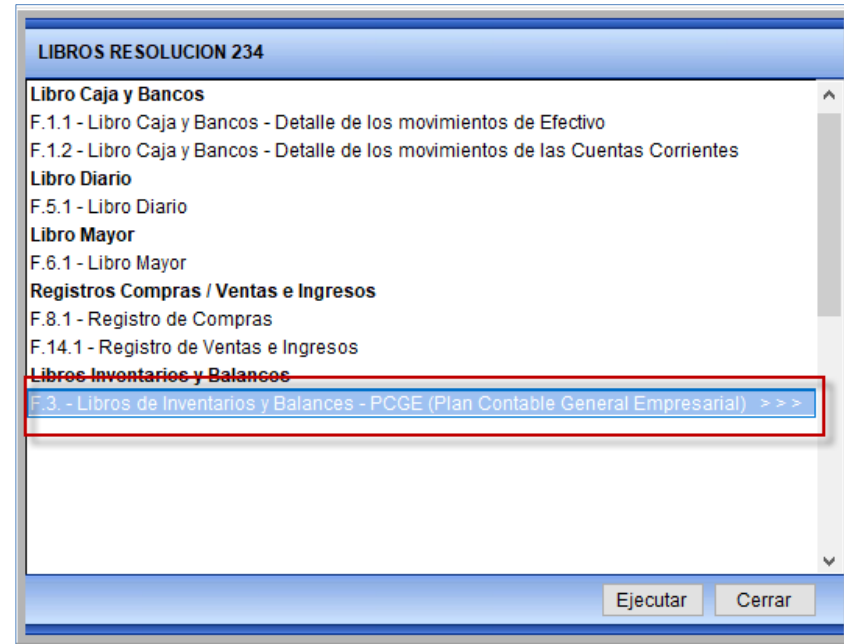 LIBROS RESOLUCION 234
Libro Caja y Bancos
F.1.1 - Libro Caja y Bancos - Detalle de los movimientos de Efectivo
F.1.2 - Libro Caja y Bancos - Detalle de los movimientos de las Cuentas Corrientes
Libro Diario
F.5.1 - Libro Diario
Libro Mayor
F.6.1 - Libro Mayor
Registros Compras / Ventas e Ingresos
F.8.1 - Registro de Compras
F.14.1 - Registro de Ventas e Ingresos
Libros Inventarios y Balances
F.3. - Libros de Inventarios y Balances - PCGE (Plan Contable General Empresarial) > > >
Ejecutar Cerrar